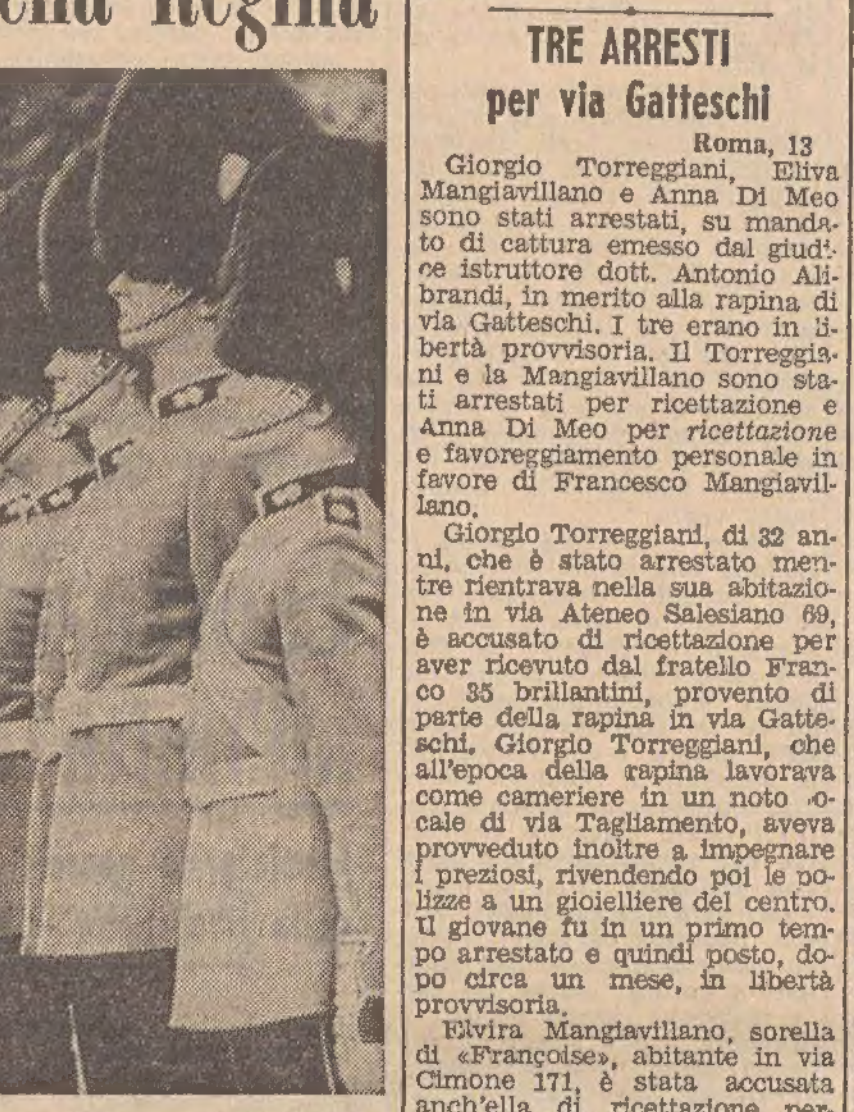 Regina
TRE ARRESTI
per via Gatteschi
Roma, 13
Giorgio Torreggiani, Eliva
Mangiavillano e Anna Di Meo
sono stati arrestati, su manda-
to di cattura emesso dal giudi-
ce istruttore dott. Antonio Ali-
brandi, in merito alla rapina di
via Gatteschi. I tre erano in li-
bertà provvisoria. Il Torreggia-
ni e la Mangiavillano sono sta-
ti arrestati per ricettazione e
Anna Di Meo per ricettazione
e favoreggiamento personale in
favore di Francesco Mangiavil-
lano.
Giorgio Torreggiani, di 32 an-
ni, che è stato arrestato men-
tre rientrava nella sua abitazio-
ne in via Ateneo Salesiano 69,
è accusato di ricettazione per
aver ricevuto dal fratello Fran-
co 35 brillantini, provento di
parte della rapina in via Gatte-
schi. Giorgio Torreggiani, che
all'epoca della rapina lavorava
come cameriere in un noto lo-
cale di via Tagliamento, aveva
provveduto inoltre a impegnare
i preziosi, rivendendo poi le po-
lizze a un gioielliere del centro.
Il giovane fu in un primo tem-
po arrestato e quindi posto, do-
po circa un mese, in libertà
provvisoria.
Elvira Mangiavillano, sorella
di «Françoise», abitante in via
Cimone 171, è stata accusata
anch'ella di ricettazione per-